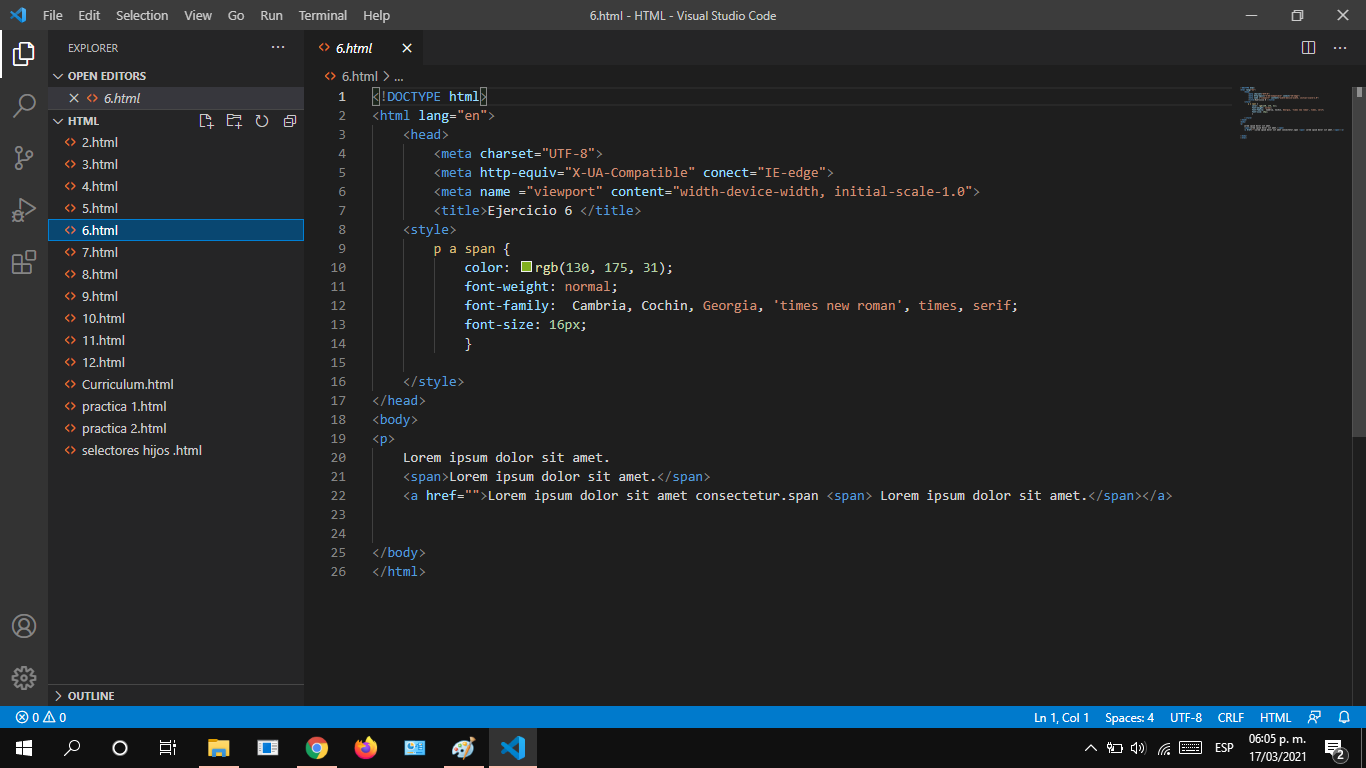 File Edit Selection View Go Run Terminal Help 6.html - HTML - Visual Studio Code
EXPLORER
OPEN EDITORS
6.html
HTML
2.html
3.html
4.html
5.html
6.html
7.html
8.html
9.html
10.html
11.html
12.html
Curriculum.html
practica 1.html
practica 2.html
selectores hijos .html
OUTLINE
6.html
6.html > ...
1 <!DOCTYPE html>
2 <html lang="en">
3 <head>
4 <meta charset="UTF-8">
5 <meta http-equiv="X-UA-Compatible" conect="IE-edge">
6 <meta name ="viewport" content="width-device-width, initial-scale-1.0">
7 <title>Ejercicio 6 </title>
8 <style>
9 p a span {
10 color: rgb(130, 175, 31);
11 font-weight: normal;
12 font-family:  Cambria, Cochin, Georgia, 'times new roman', times, serif;
13 font-size: 16px;
14 }
15
16 </style>
17 </head>
18 <body>
19 <p>
20 Lorem ipsum dolor sit amet.
21 <span>Lorem ipsum dolor sit amet.</span>
22 <a href="">Lorem ipsum dolor sit amet consectetur.span <span> Lorem ipsum dolor sit amet.</span></a>
23
24
25 </body>
26 </html>
0 0 Ln 1, Col 1 Spaces: 4 UTF-8 CRLF HTML
ESP 06:05 p. m.
17/03/2021
2